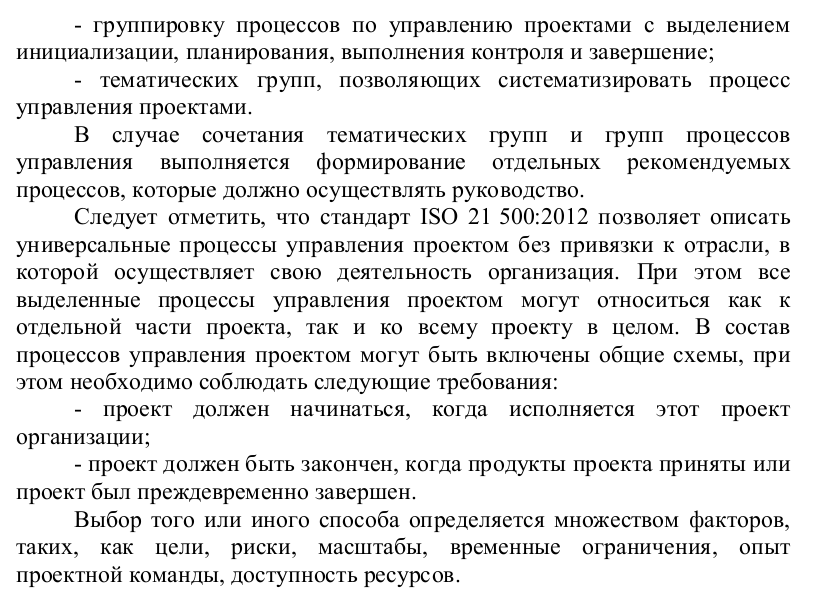 - группировку процессов по управлению проектами с выделением
инициализации, планирования, выполнения контроля и завершение;
- тематических групп, позволяющих систематизировать процесс
управления проектами.
В случае сочетания тематических групп и групп процессов
управления выполняется формирование отдельных рекомендуемых
процессов, которые должно осуществлять руководство.
Следует отметить, что стандарт ISO 21 500:2012 позволяет описать
универсальные процессы управления проектом без привязки к отрасли, в
которой осуществляет свою деятельность организация. При этом все
выделенные процессы управления проектом могут относиться как к
отдельной части проекта, так и ко всему проекту в целом. В состав
процессов управления проектом могут быть включены общие схемы, при
этом необходимо соблюдать следующие требования:
- проект должен начинаться, когда исполняется этот проект
организации;
- проект должен быть закончен, когда продукты проекта приняты или
проект был преждевременно завершен.
Выбор того или иного способа определяется множеством факторов,
таких, как цели, риски, масштабы, временные ограничения, опыт
проектной команды, доступность ресурсов.